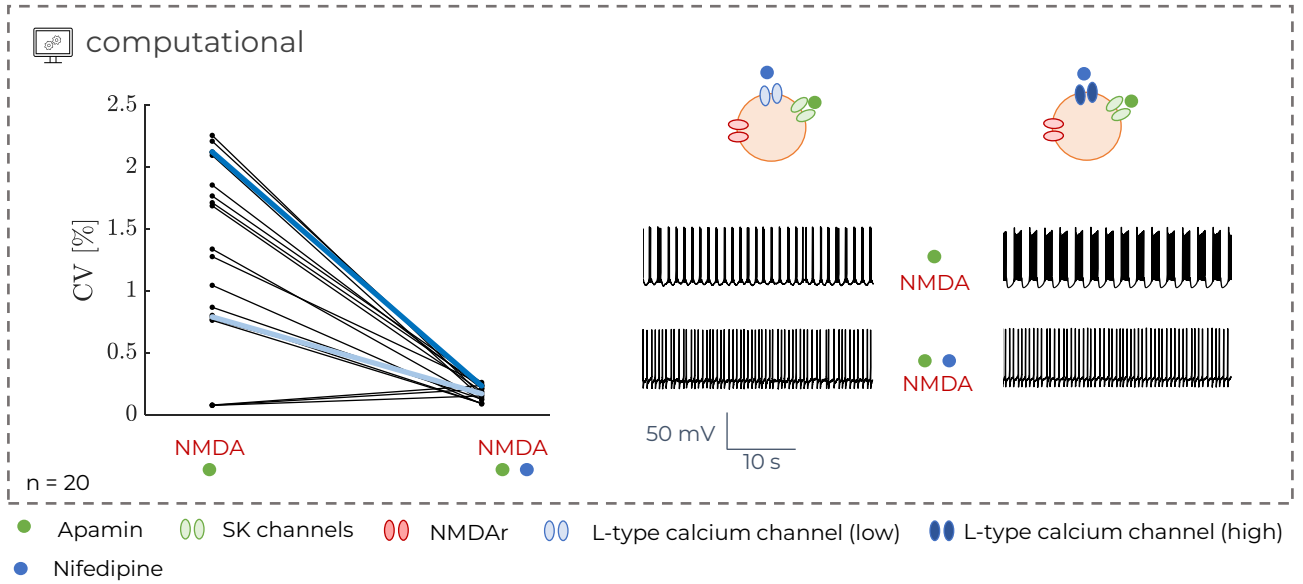 computational
2.5
2
1.5
1
0.5
0
CV [%]
NMDA
NMDA
n = 20
NMDA
NMDA
50 mV
10 s
Apamin
SK channels
NMDAr
L-type calcium channel (low)
L-type calcium channel (high)
Nifedipine